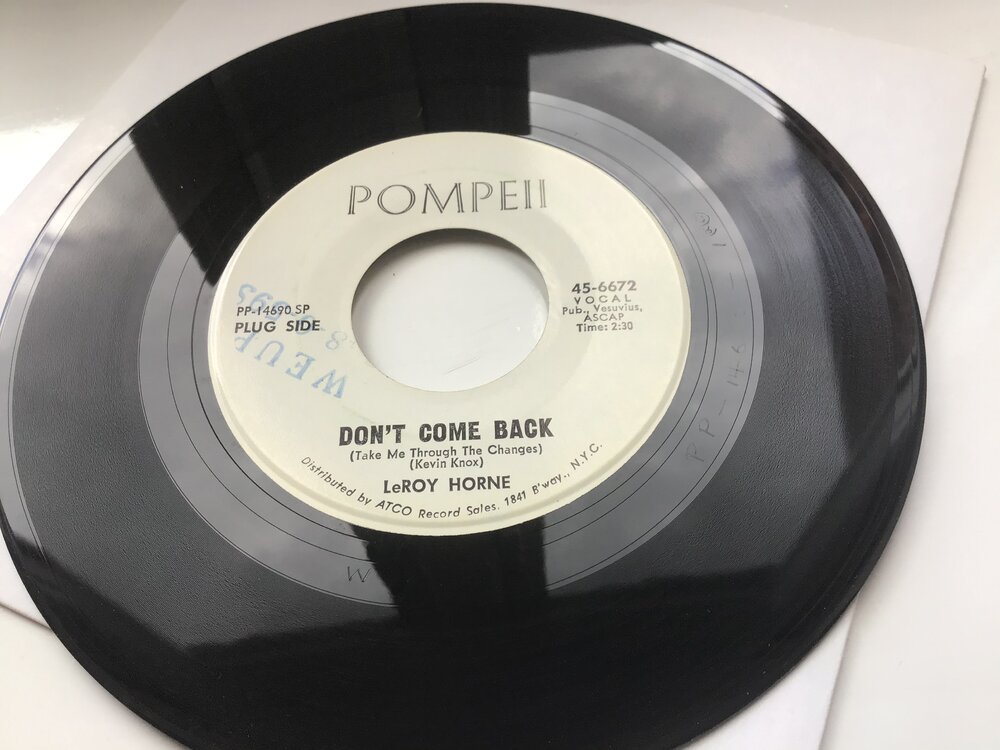 POMPEII
PP-14690 SP
PLUG SIDE
45-6672
VOCAL
Pub., Vesuvius,
ASCAP
Time: 2:30
WEUP
DON'T COME BACK
(Take Me Through The Changes)
(Kevin Knox)
LeROY HORNE
Distributed by ATCO Record Sales, 1841 B'way., N.Y.C.
W